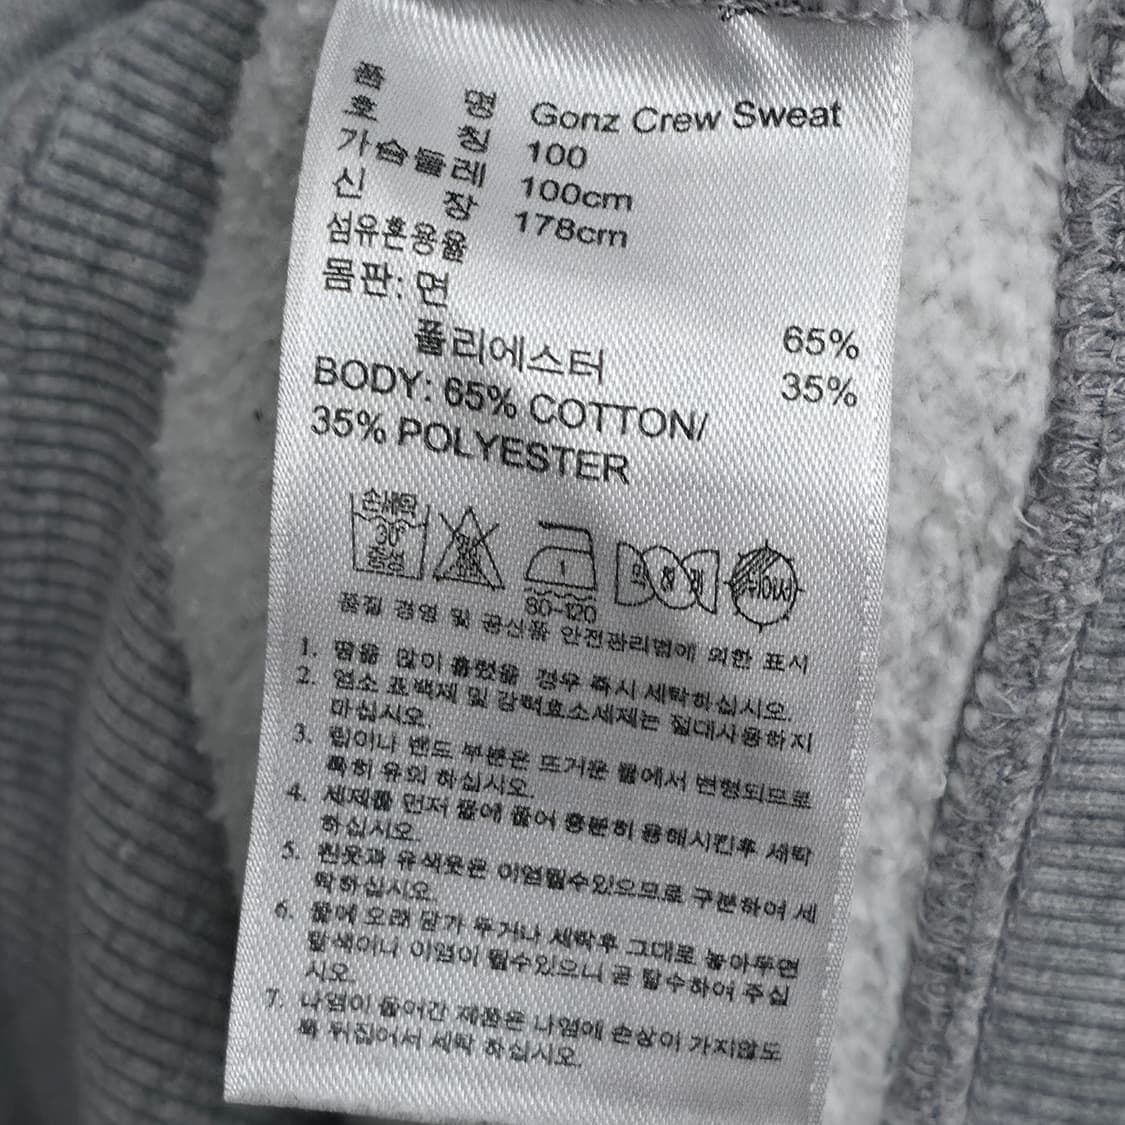 품 명 Gonz Crew Sweat
호 칭 100
가슴둘레 100cm
신 장 178cm
섬유혼용율
몸판: 면 65%
폴리에스터 35%
BODY: 65% COTTON/
35% POLYESTER
손세탁
30°
중성
80-120
품질 경영 및 공산품 안전관리법에 의한 표시
1. 땀을 많이 흘렸을 경우 즉시 세탁하십시오.
2. 염소 표백제 및 강력효소세제는 절대사용하지
마십시오.
3. 립이나 밴드 부분은 뜨거운 물에서 변형되므로
특히 유의 하십시오.
4. 세제를 먼저 물에 풀어 충분히 용해시킨후 세탁
하십시오.
5. 흰옷과 유색옷은 이염될수있으므로 구분하여 세
탁하십시오.
6. 물에 오래 담가 두거나 세탁후 그대로 놓아두면
탈색이나 이염이 될수있으니 곧 탈수하여 주십
시오.
7. 나염이 들어간 제품은 나염에 손상이 가지않도
록 뒤집어서 세탁 하십시오.